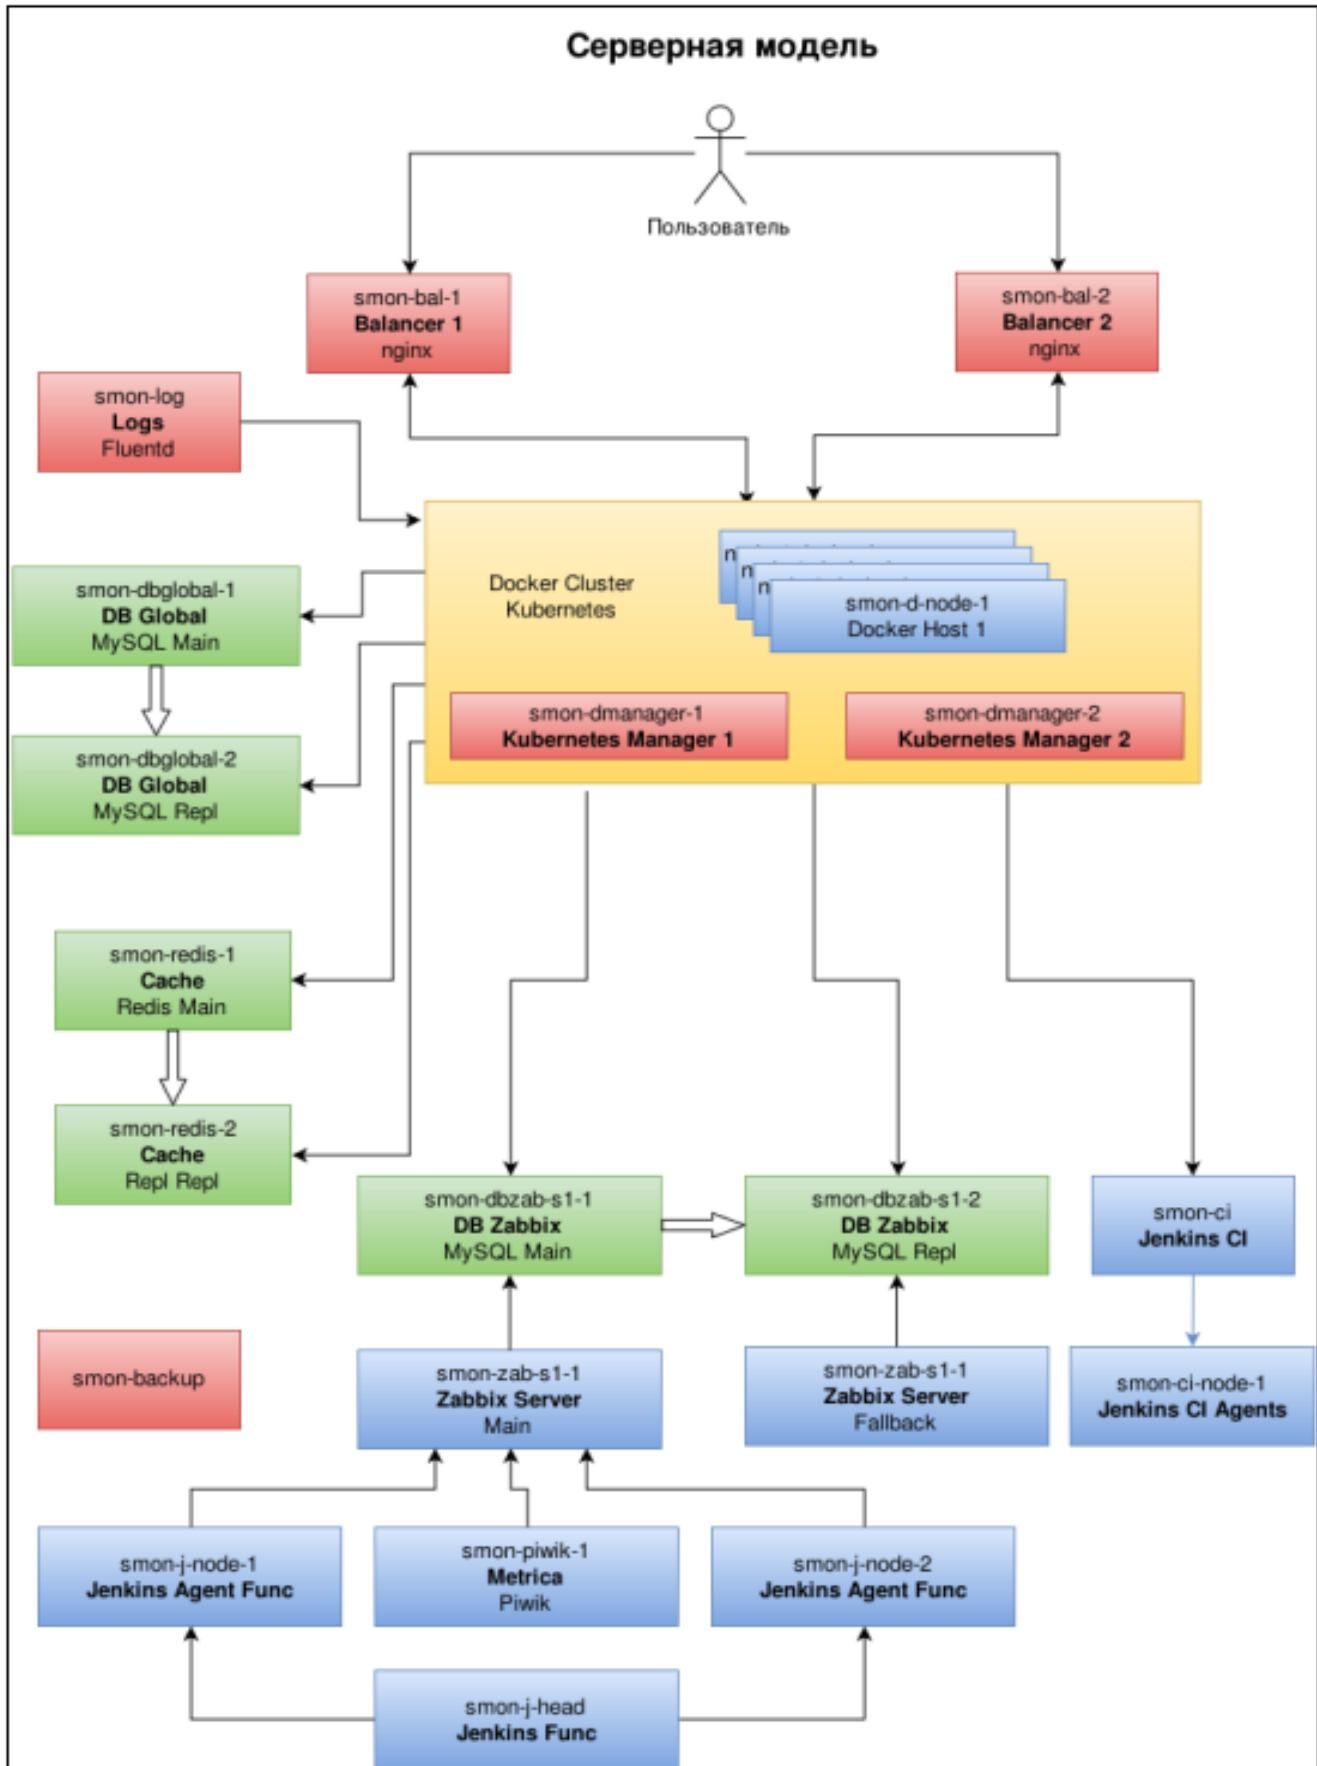 Серверная модель
Пользователь
smon-bal-1
Balancer 1
nginx
smon-bal-2
Balancer 2
nginx
smon-log
Logs
Fluentd
Docker Cluster
Kubernetes
smon-d-node-1
Docker Host 1
smon-dmanager-1
Kubernetes Manager 1
smon-dmanager-2
Kubernetes Manager 2
smon-dbglobal-1
DB Global
MySQL Main
smon-dbglobal-2
DB Global
MySQL Repl
smon-redis-1
Cache
Redis Main
smon-redis-2
Cache
Repl Repl
smon-dbzab-s1-1
DB Zabbix
MySQL Main
smon-dbzab-s1-2
DB Zabbix
MySQL Repl
smon-ci
Jenkins CI
smon-backup
smon-zab-s1-1
Zabbix Server
Main
smon-zab-s1-1
Zabbix Server
Fallback
smon-ci-node-1
Jenkins CI Agents
smon-j-node-1
Jenkins Agent Func
smon-piwik-1
Metrica
Piwik
smon-j-node-2
Jenkins Agent Func
smon-j-head
Jenkins Func